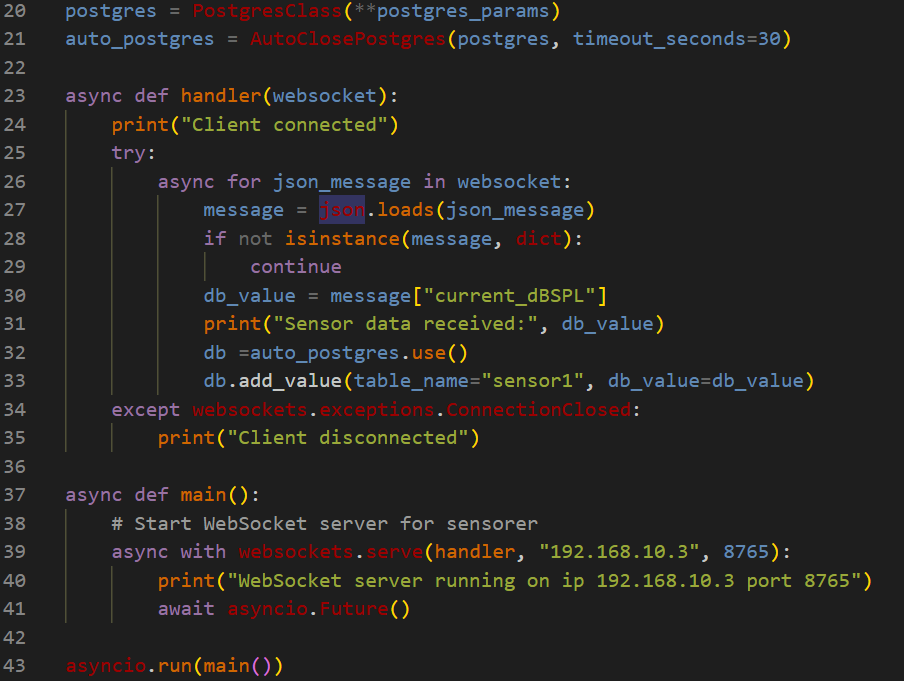 20 postgres = PostgresClass(**postgres_params)
21 auto_postgres = AutoClosePostgres(postgres, timeout_seconds=30)
22
23 async def handler(websocket):
24     print("Client connected")
25     try:
26         async for json_message in websocket:
27             message = json.loads(json_message)
28             if not isinstance(message, dict):
29                 continue
30             db_value = message["current_dBSPL"]
31             print("Sensor data received:", db_value)
32             db =auto_postgres.use()
33             db.add_value(table_name="sensor1", db_value=db_value)
34     except websockets.exceptions.ConnectionClosed:
35         print("Client disconnected")
36
37 async def main():
38     # Start WebSocket server for sensorer
39     async with websockets.serve(handler, "192.168.10.3", 8765):
40         print("WebSocket server running on ip 192.168.10.3 port 8765")
41         await asyncio.Future()
42
43 asyncio.run(main())